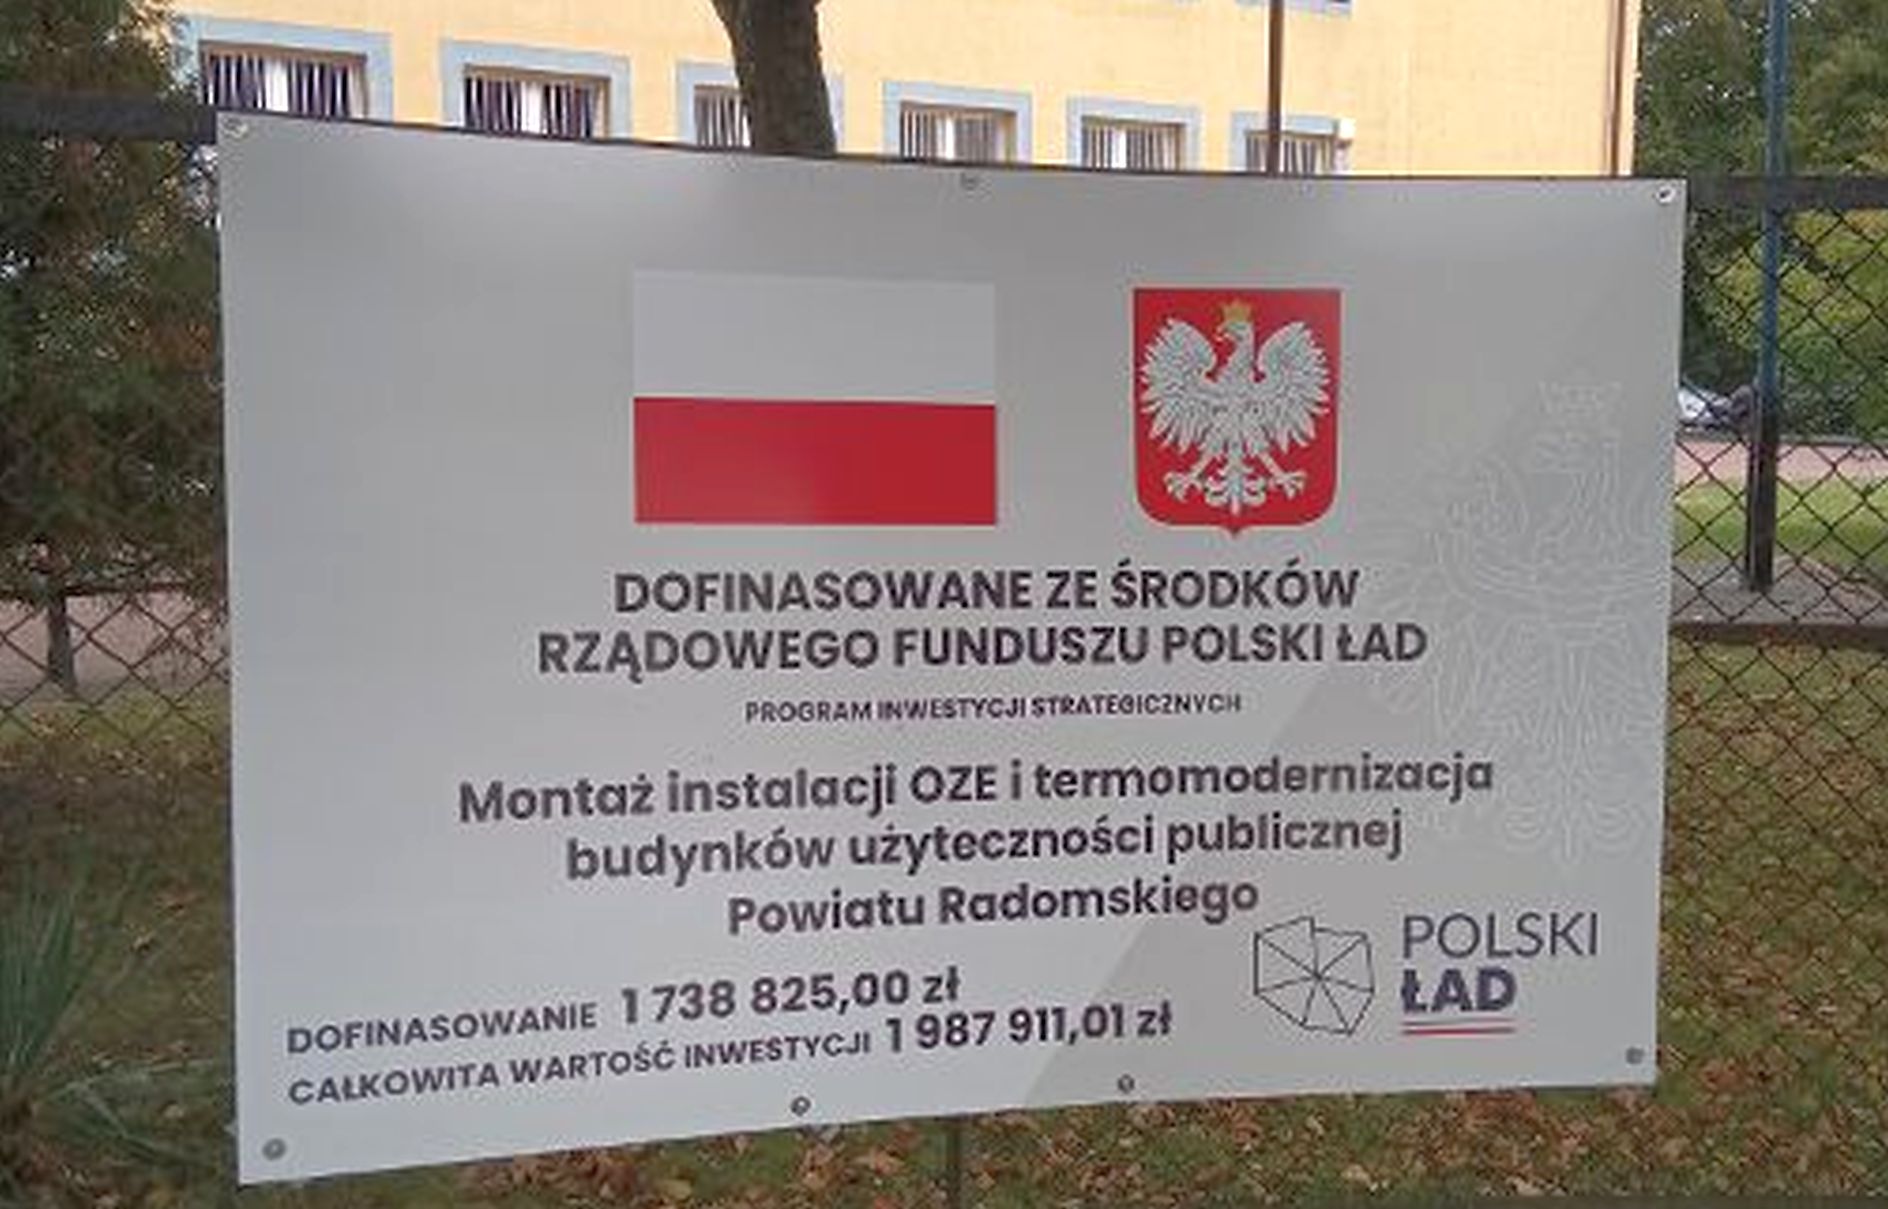 DOFINASOWANE ZE ŚRODKÓW
RZĄDOWEGO FUNDUSZU POLSKI ŁAD
PROGRAM INWESTYCJI STRATEGICZNYCH
Montaż instalacji OZE i termomodernizacja
budynków użyteczności publicznej
Powiatu Radomskiego
DOFINASOWANIE 1 738 825,00 zł
CAŁKOWITA WARTOŚĆ INWESTYCJI 1 987 911,01 zł
POLSKI
ŁAD